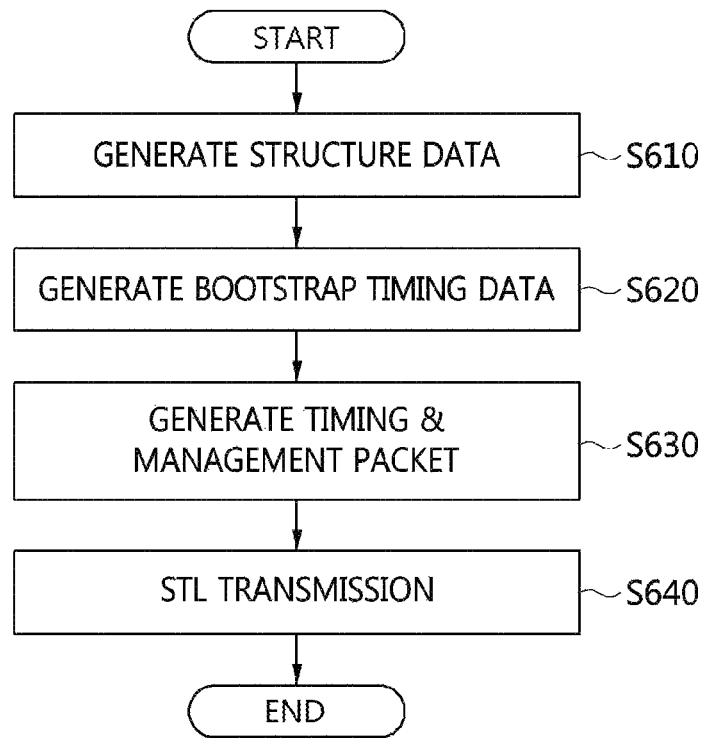 START
GENERATE STRUCTURE DATA
S610
GENERATE BOOTSTRAP TIMING DATA
S620
GENERATE TIMING &
MANAGEMENT PACKET
S630
STL TRANSMISSION
S640
END